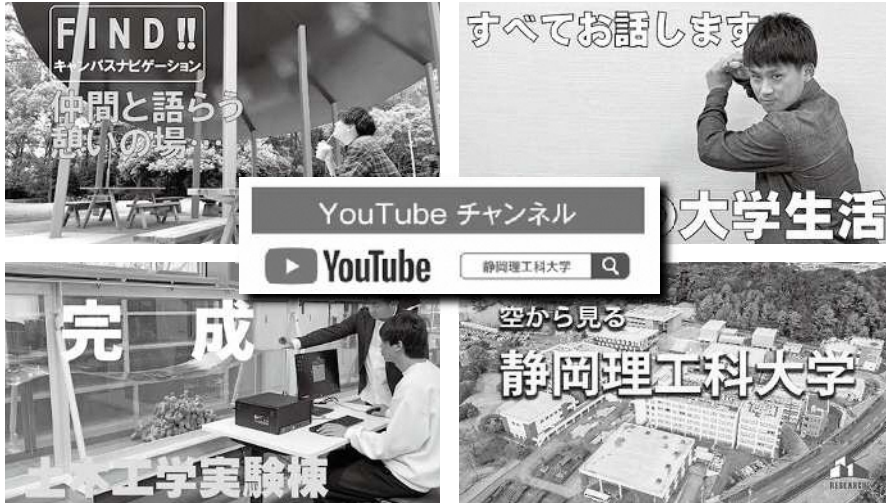 FIND!!
キャンパスナビゲーション
仲間と語らう
憩いの場…
すべてお話します
の大学生活
YouTube チャンネル
YouTube
静岡理工科大学
完 成
土木工学実験棟
空から見る
静岡理工科大学
RESEARCH